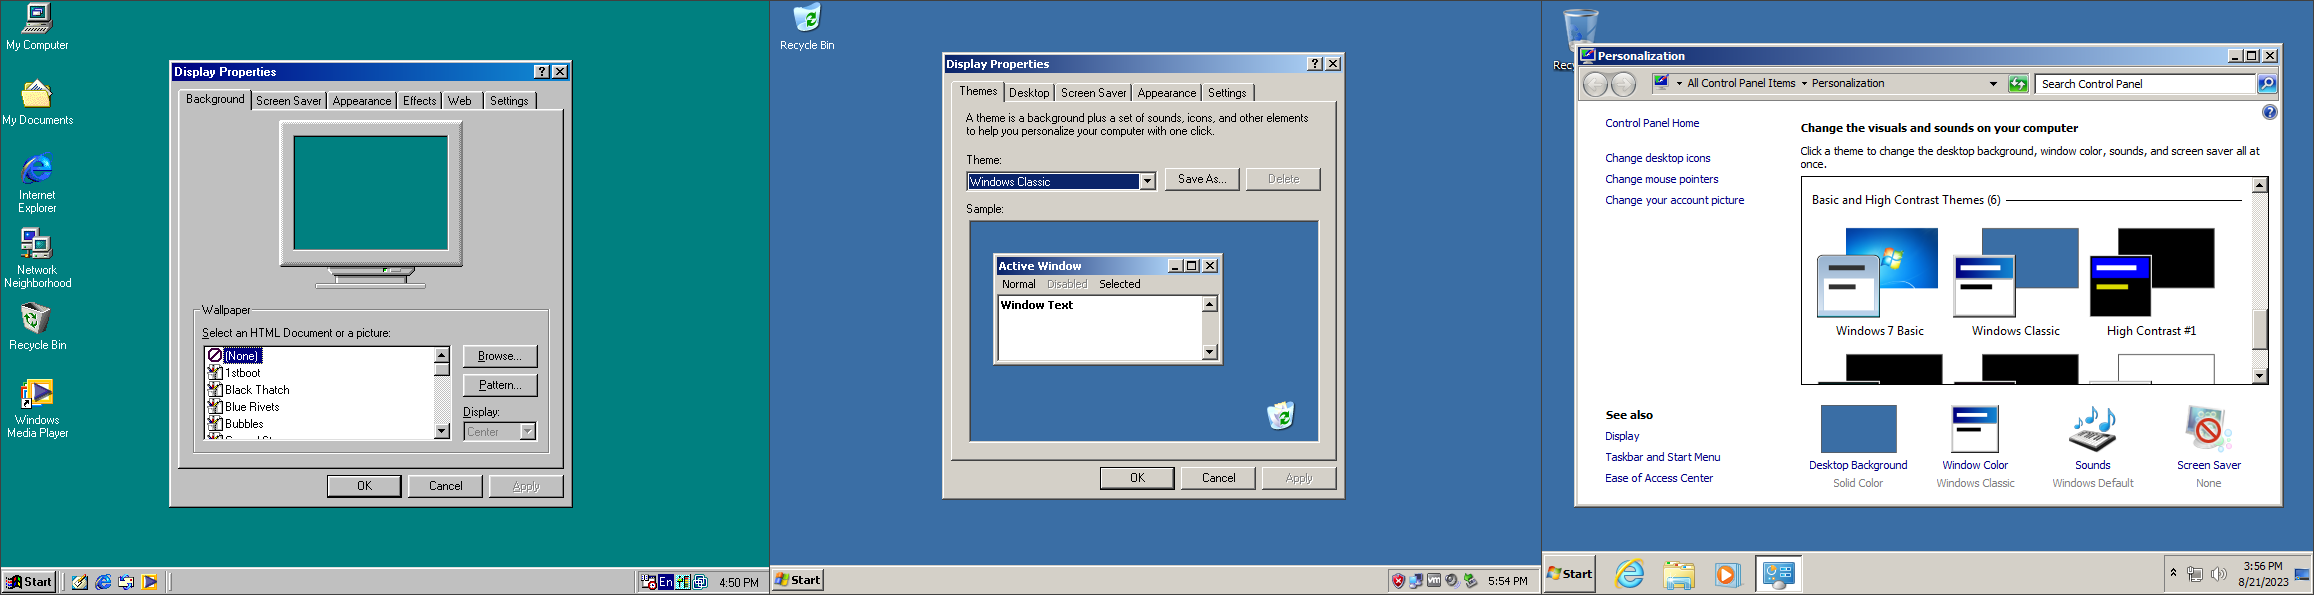 My Computer
My Documents
Internet
Explorer
Network
Neighborhood
Recycle Bin
Windows
Media Player
Display Properties
Background
Screen Saver
Appearance
Effects
Web
Settings
Wallpaper
Select an HTML Document or a picture:
(None)
1stboot
Black Thatch
Blue Rivets
Bubbles
Browse...
Pattern...
Display:
Center
OK
Cancel
Apply
Start
En
4:50 PM
Recycle Bin
Display Properties
Themes
Desktop
Screen Saver
Appearance
Settings
A theme is a background plus a set of sounds, icons, and other elements
to help you personalize your computer with one click.
Theme:
Windows Classic
Save As...
Delete
Sample:
Active Window
Normal
Disabled
Selected
Window Text
OK
Cancel
Apply
Start
vm
5:54 PM
Personalization
All Control Panel Items
Personalization
Search Control Panel
Control Panel Home
Change desktop icons
Change mouse pointers
Change your account picture
Change the visuals and sounds on your computer
Click a theme to change the desktop background, window color, sounds, and screen saver all at
once.
Basic and High Contrast Themes (6)
Windows 7 Basic
Windows Classic
High Contrast #1
See also
Display
Taskbar and Start Menu
Ease of Access Center
Desktop Background
Solid Color
Window Color
Windows Classic
Sounds
Windows Default
Screen Saver
None
Start
3:56 PM
8/21/2023